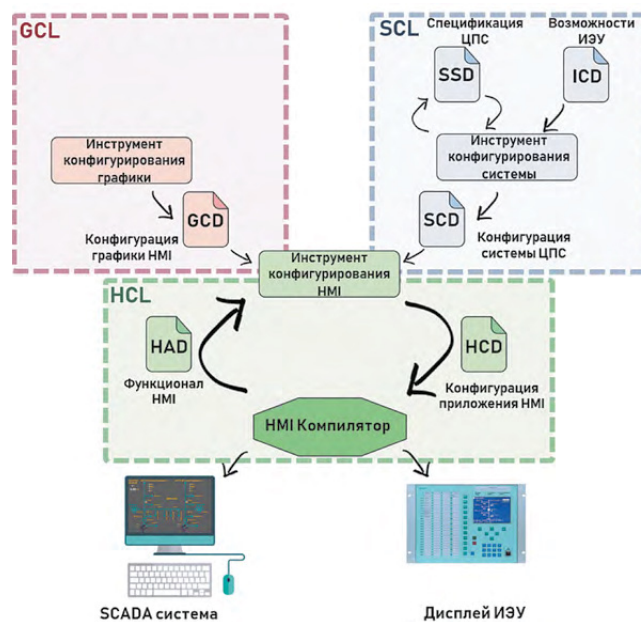 GCL
SCL
Спецификация
ЦПС
Возможности
ИЭУ
SSD
ICD
Инструмент
конфигурирования
графики
Инструмент
конфигурирования
системы
GCD
SCD
Конфигурация
графики HMI
Конфигурация
системы ЦПС
Инструмент
конфигурирования
HMI
HCL
HAD
HCD
Функционал
HMI
Конфигурация
приложения HMI
HMI Компилятор
SCADA система
Дисплей ИЭУ